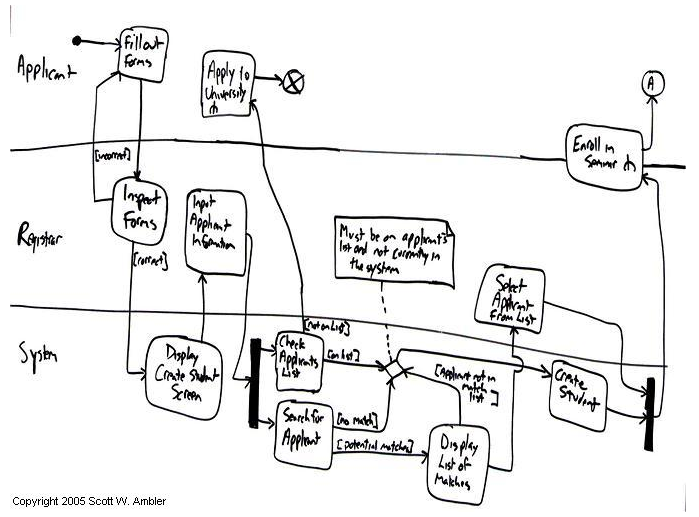 Applicant
Fill out
Forms
Apply to
University
A
Enroll in
Seminar
[incorrect]
Registrar
Inspect
Forms
[correct]
Input
Applicant
Information
Must be on applicant's
list and not currently in
the system
Select
Applicant
From List
System
Display
Create Student
Screen
[not on list]
Check
Applicants
List
[on list]
[Applicant not in
match
list
]
Create
Student
Search for
Applicant
[no match]
[potential matches]
Display
List of
Matches
Copyright 2005 Scott W. Ambler